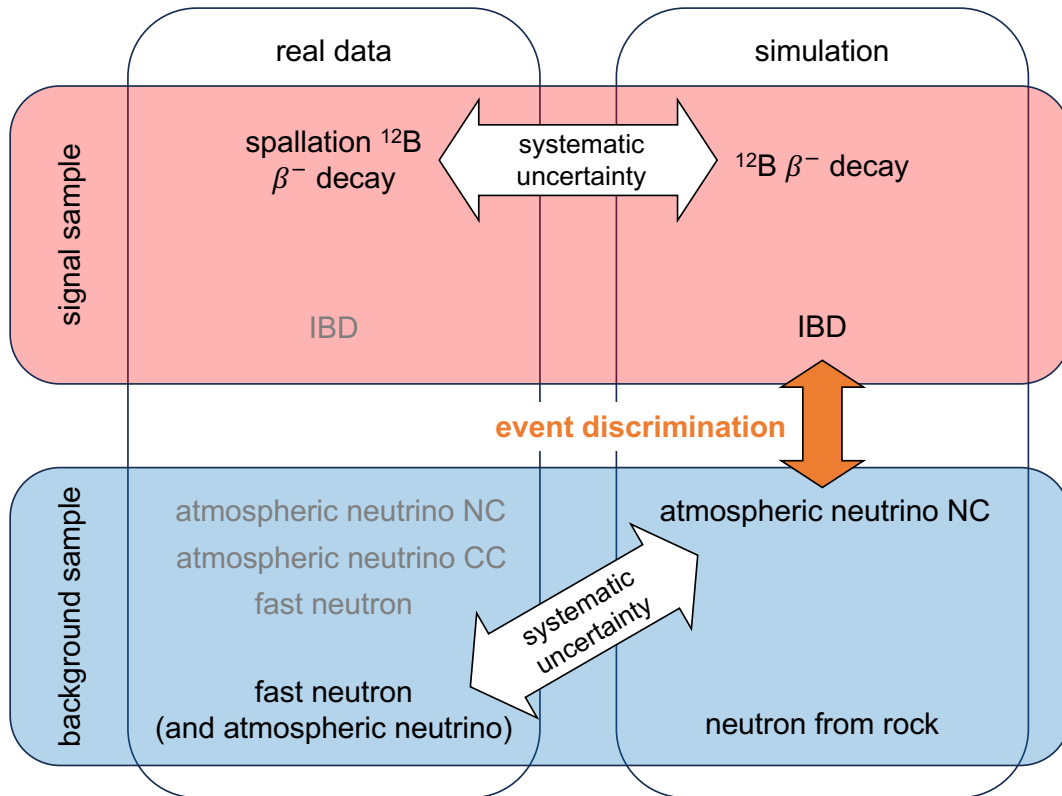 real data
simulation
signal sample
spallation ¹²B
β⁻ decay
systematic
uncertainty
¹²B β⁻ decay
IBD
IBD
event discrimination
background sample
atmospheric neutrino NC
atmospheric neutrino CC
fast neutron
atmospheric neutrino NC
systematic
uncertainty
fast neutron
(and atmospheric neutrino)
neutron from rock